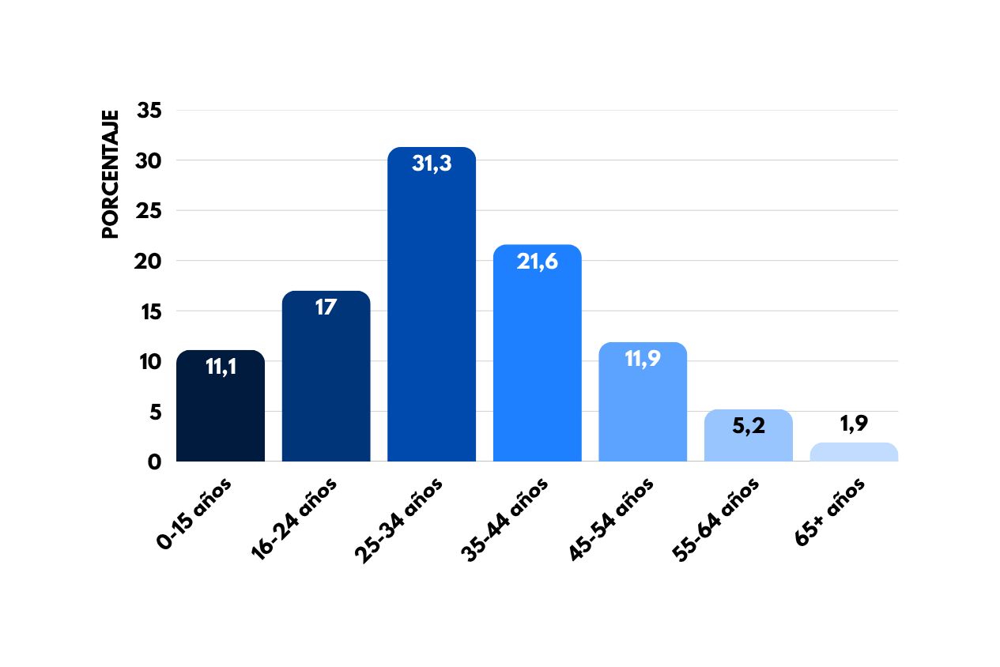 PORCENTAJE
35
30
25
20
15
10
5
0
11,1
17
31,3
21,6
11,9
5,2
1,9
0-15 años
16-24 años
25-34 años
35-44 años
45-54 años
55-64 años
65+ años